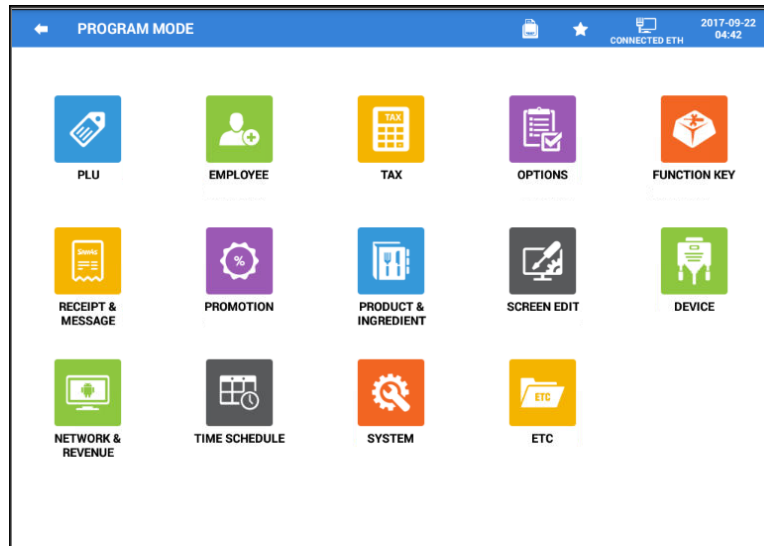 PROGRAM MODE
CONNECTED ETH
2017-09-22
04:42
TAX
PLU
EMPLOYEE
TAX
OPTIONS
FUNCTION KEY
%
RECEIPT &
MESSAGE
PROMOTION
PRODUCT &
INGREDIENT
SCREEN EDIT
DEVICE
ETC
NETWORK &
REVENUE
TIME SCHEDULE
SYSTEM
ETC